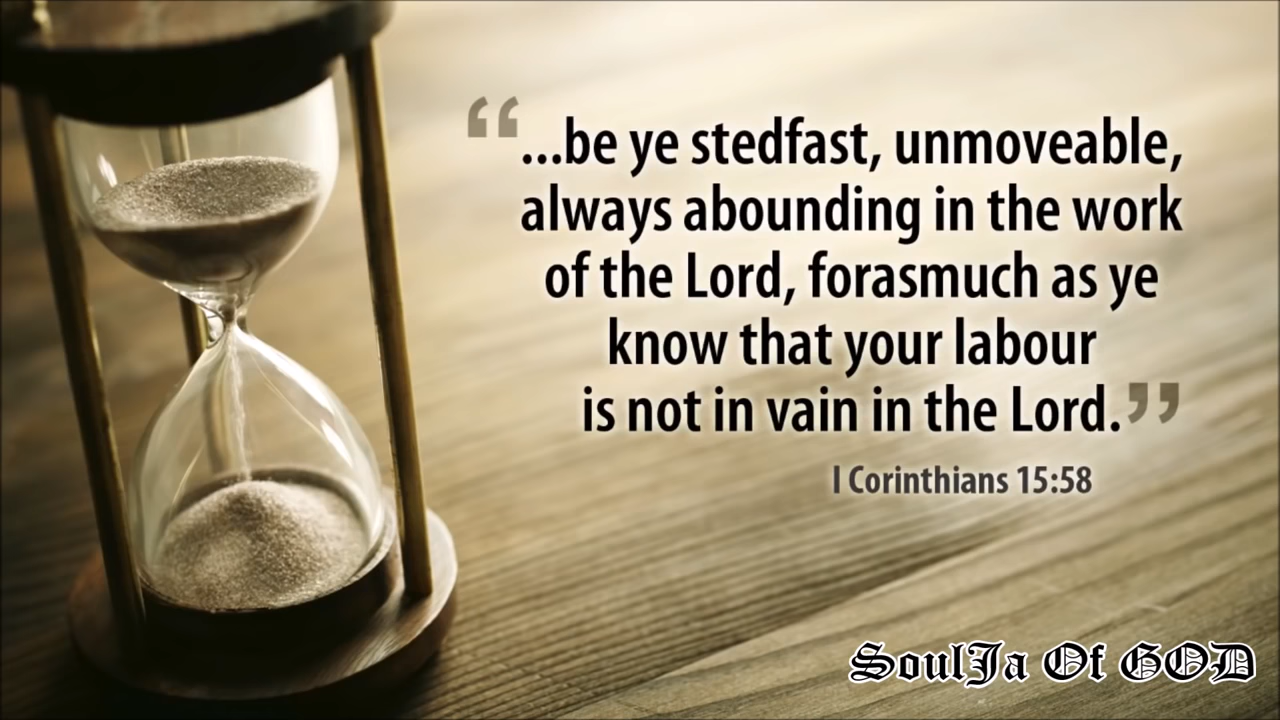 “...be ye stedfast, unmoveable,
always abounding in the work
of the Lord, forasmuch as ye
know that your labour
is not in vain in the Lord.”
I Corinthians 15:58
SoulJa Of GOD